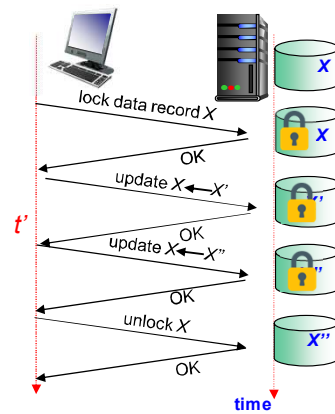 X
lock data record X
X
OK
update X ← X'
X'
t'
OK
update X ← X''
X''
OK
unlock X
X''
OK
time